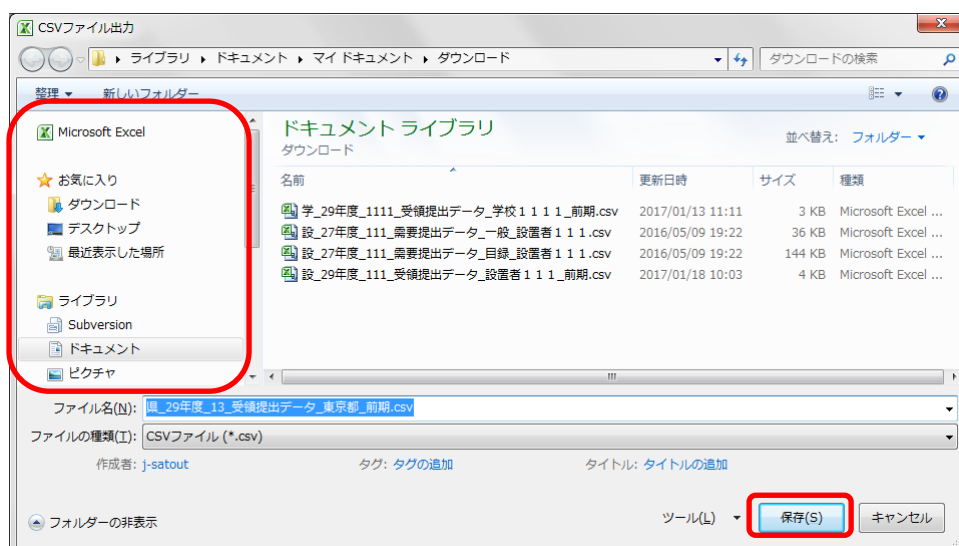 CSVファイル出力
ライブラリ ▸ ドキュメント ▸ マイ ドキュメント ▸ ダウンロード
ダウンロードの検索
整理 新しいフォルダー
Microsoft Excel
お気に入り
ダウンロード
デスクトップ
最近表示した場所
ライブラリ
Subversion
ドキュメント
ピクチャ
ドキュメント ライブラリ
ダウンロード
並べ替え: フォルダー
名前 更新日時 サイズ 種類
学_29年度_1111_受領提出データ_学校１１１１_前期.csv 2017/01/13 11:11 3 KB Microsoft Excel ...
設_27年度_111_需要提出データ_一般_設置者１１１.csv 2016/05/09 19:22 36 KB Microsoft Excel ...
設_27年度_111_需要提出データ_目録_設置者１１１.csv 2016/05/09 19:22 144 KB Microsoft Excel ...
設_29年度_111_受領提出データ_設置者１１１_前期.csv 2017/01/18 10:03 4 KB Microsoft Excel ...
ファイル名(N): 県_29年度_13_受領提出データ_東京都_前期.csv
ファイルの種類(T): CSVファイル (*.csv)
作成者: j-satout タグ: タグの追加 タイトル: タイトルの追加
フォルダーの非表示 ツール(L) 保存(S) キャンセル